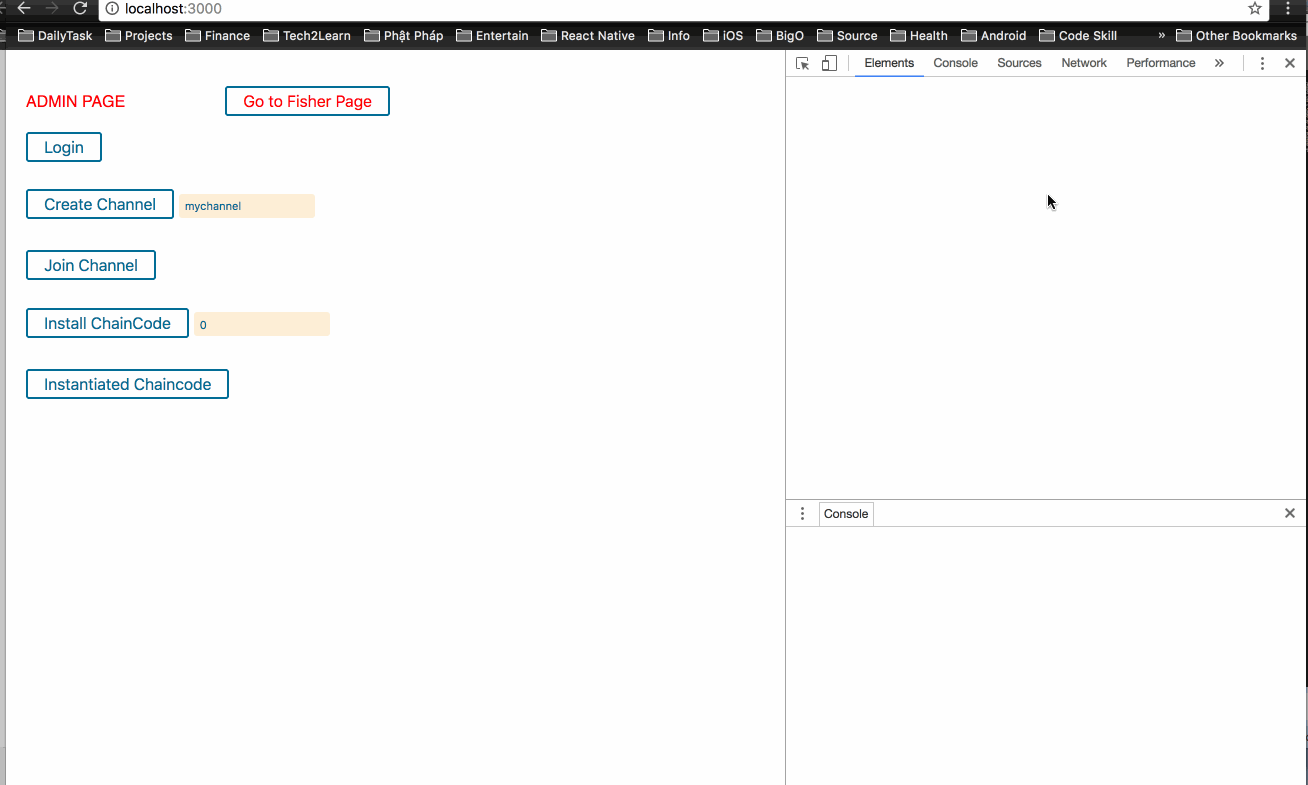 localhost:3000
DailyTask Projects Finance Tech2Learn Phật Pháp Entertain React Native Info iOS BigO Source Health Android Code Skill » Other Bookmarks
Elements Console Sources Network Performance »
ADMIN PAGE Go to Fisher Page
Login
Create Channel mychannel
Join Channel
Install ChainCode 0
Instantiated Chaincode
Console